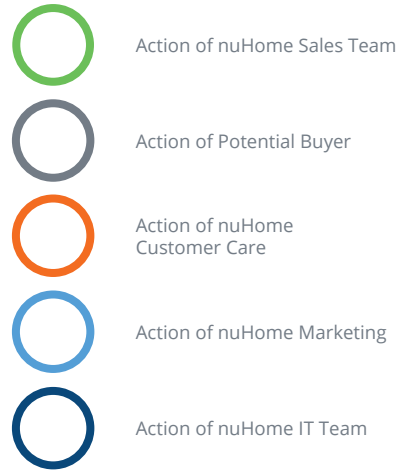 Action of nuHome Sales Team
Action of Potential Buyer
Action of nuHome
Customer Care
Action of nuHome Marketing
Action of nuHome IT Team